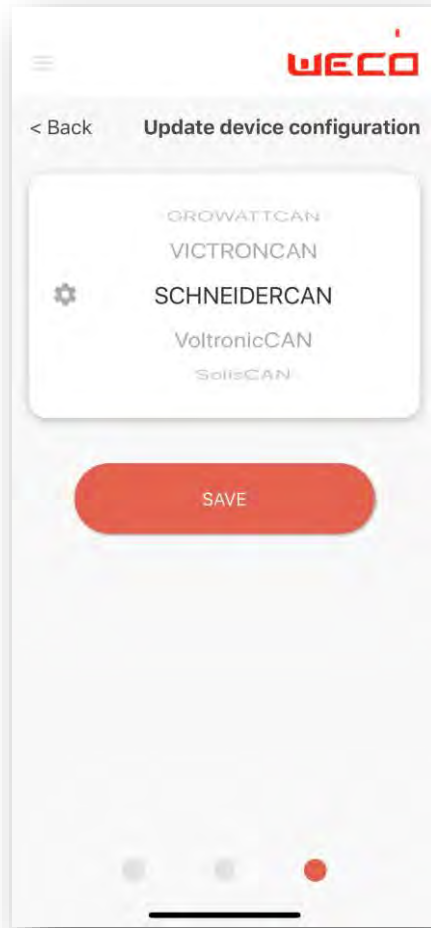 WECO
< Back Update device configuration
GROWATTCAN
VICTRONCAN
SCHNEIDERCAN
VoltronicCAN
SolisCAN
SAVE